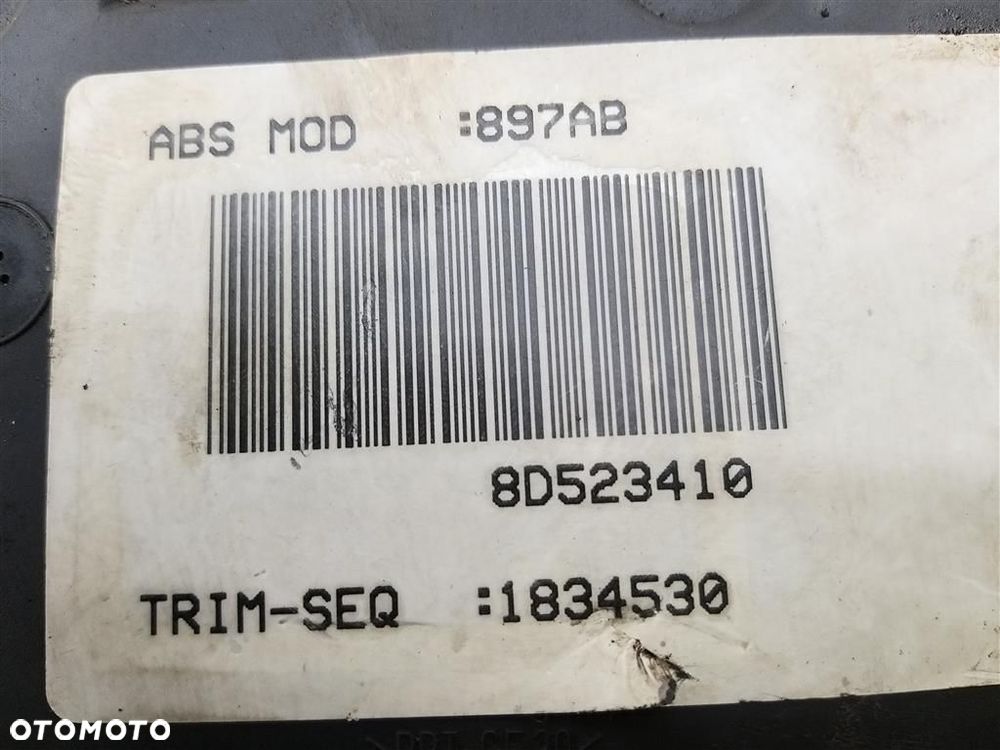 ABS MOD :897AB
8D523410
TRIM-SEQ :1834530
OTOMOTO